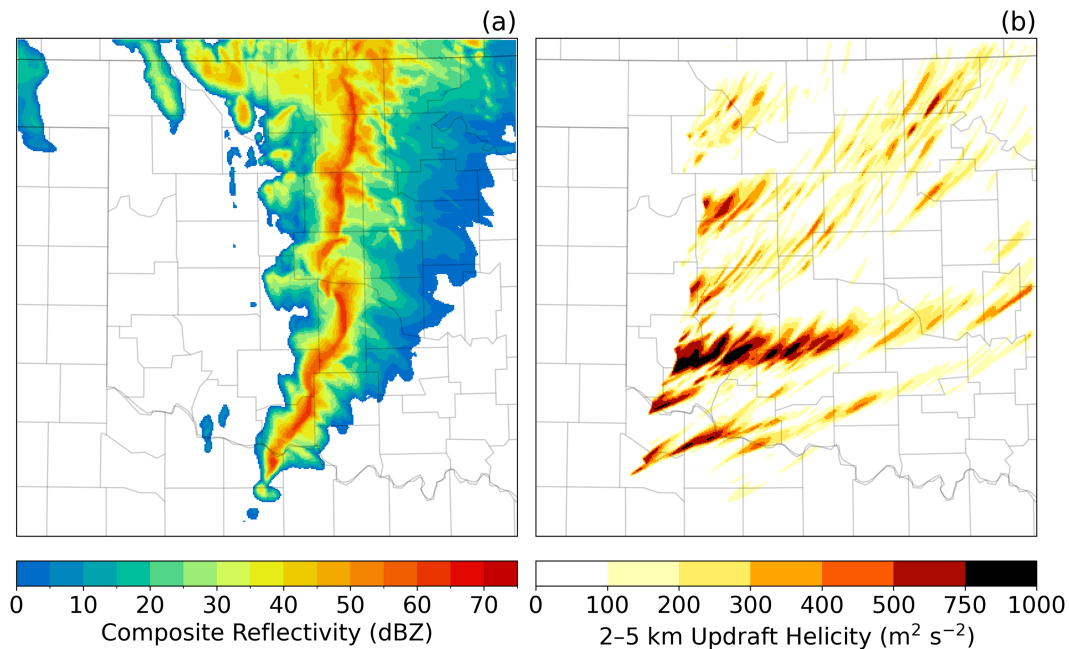 (a)
(b)
0 10 20 30 40 50 60 70
Composite Reflectivity (dBZ)
0 100 200 300 400 500 750 1000
2–5 km Updraft Helicity (m² s⁻²)